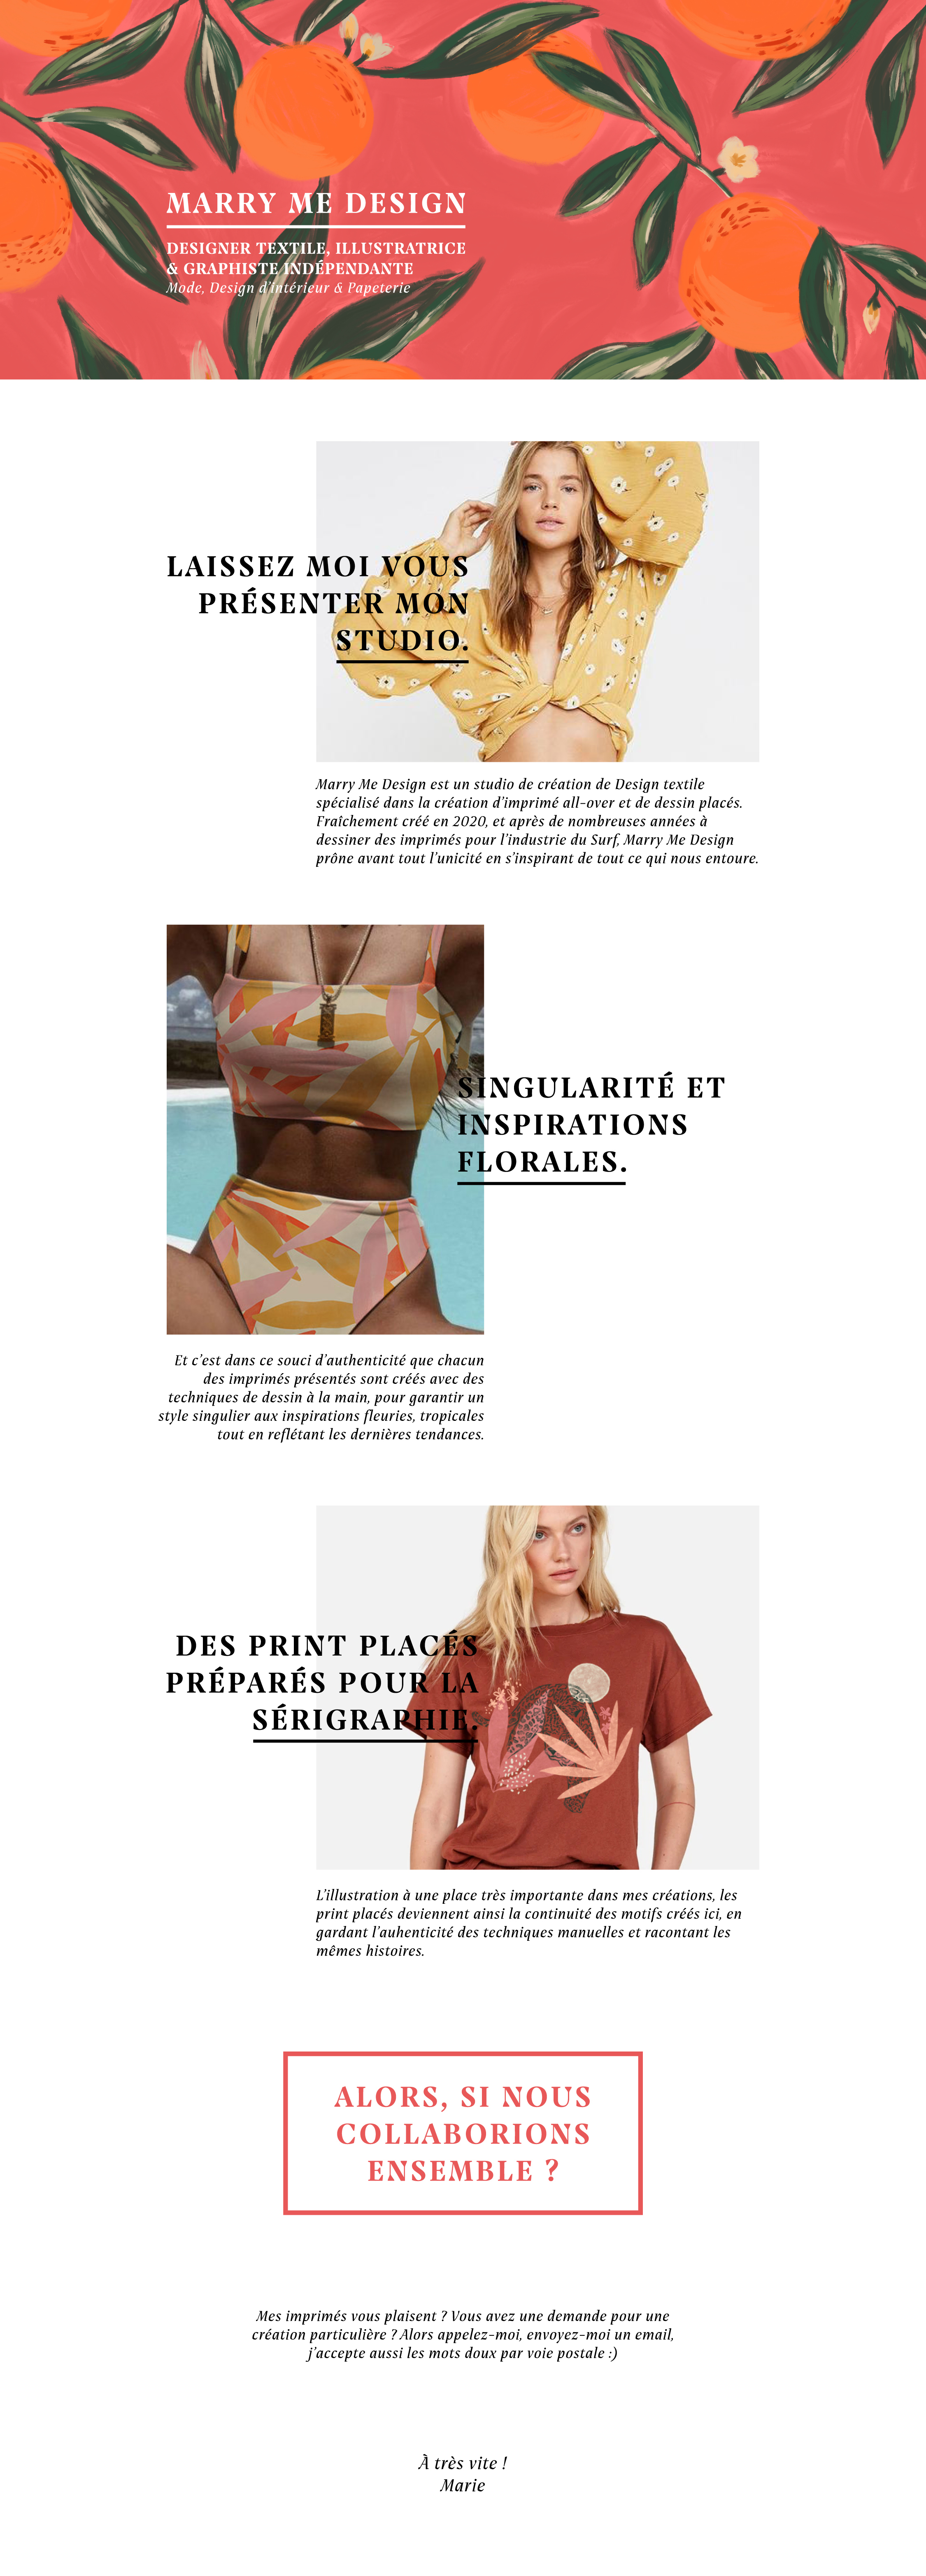 MARRY ME DESIGN
DESIGNER TEXTILE, ILLUSTRATRICE
& GRAPHISTE INDÉPENDANTE
Mode, Design d'Intérieur & Papeterie
LAISSEZ MOI VOUS
PRÉSENTER MON
STUDIO.
Marry Me Design est un studio de création de Design textile
spécialisé dans la création d'imprimé all-over et de dessin placés.
Fraîchement créé en 2020, et après de nombreuses années à
dessiner des imprimés pour l'industrie du Surf, Marry Me Design
prône avant tout l'unicité en s'inspirant de tout ce qui nous entoure.
SINGULARITÉ ET
INSPIRATIONS
FLORALES.
Et c'est dans ce souci d'authenticité que chacun
des imprimés présentés sont créés avec des
techniques de dessin à la main, pour garantir un
style singulier aux inspirations fleuries, tropicales
tout en reflétant les dernières tendances.
DES PRINT PLACÉS
PRÉPARÉS POUR LA
SÉRIGRAPHIE.
L'illustration à une place très importante dans mes créations, les
print placés deviennent ainsi la continuité des motifs créés ici, en
gardant l'auhenticité des techniques manuelles et racontant les
mêmes histoires.
ALORS, SI NOUS
COLLABORIONS
ENSEMBLE ?
Mes imprimés vous plaisent ? Vous avez une demande pour une
création particulière ? Alors appelez-moi, envoyez-moi un email,
j'accepte aussi les mots doux par voie postale :)
À très vite !
Marie